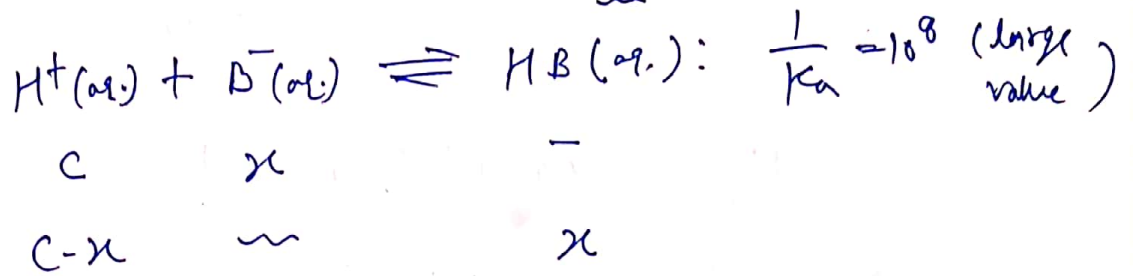 H⁺(aq.) + B⁻(aq.) ⇌ HB(aq.): 1/Ka = 10⁸ (large value)
C x –
C-x ~ x